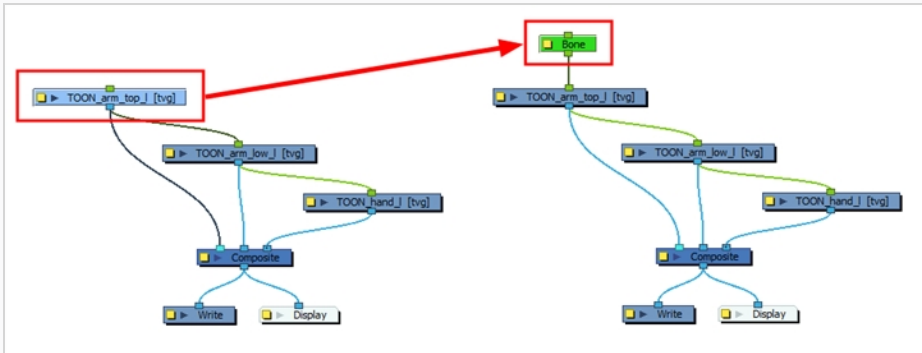 Bone
TOON_arm_top_l [tvg]
TOON_arm_top_l [tvg]
TOON_arm_low_l [tvg]
TOON_arm_low_l [tvg]
TOON_hand_l [tvg]
TOON_hand_l [tvg]
Composite
Composite
Write
Display
Write
Display